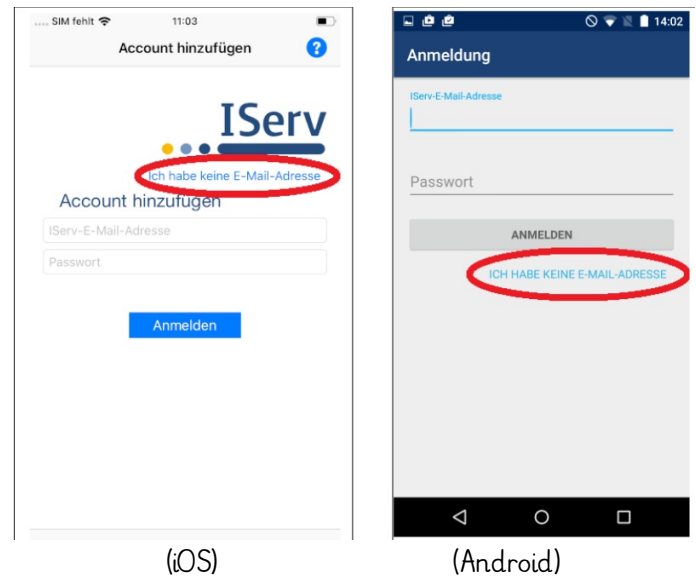 SIM fehlt 11:03
Account hinzufügen ?
IServ
Ich habe keine E-Mail-Adresse
Account hinzufügen
IServ-E-Mail-Adresse
Passwort
Anmelden
(iOS)
14:02
Anmeldung
IServ-E-Mail-Adresse
Passwort
ANMELDEN
ICH HABE KEINE E-MAIL-ADRESSE
(Android)